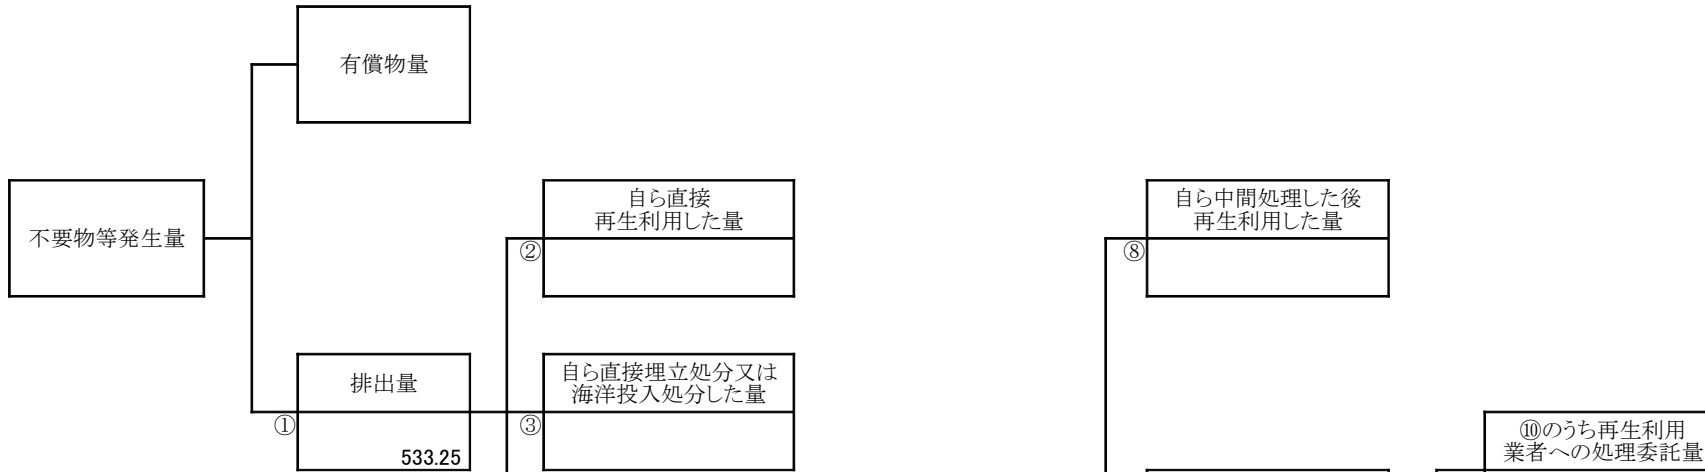 有償物量
不要物等発生量
自ら直接
再生利用した量
②
自ら中間処理した後
再生利用した量
⑧
排出量
①
533.25
自ら直接埋立処分又は
海洋投入処分した量
③
⑩のうち再生利用
業者への処理委託量